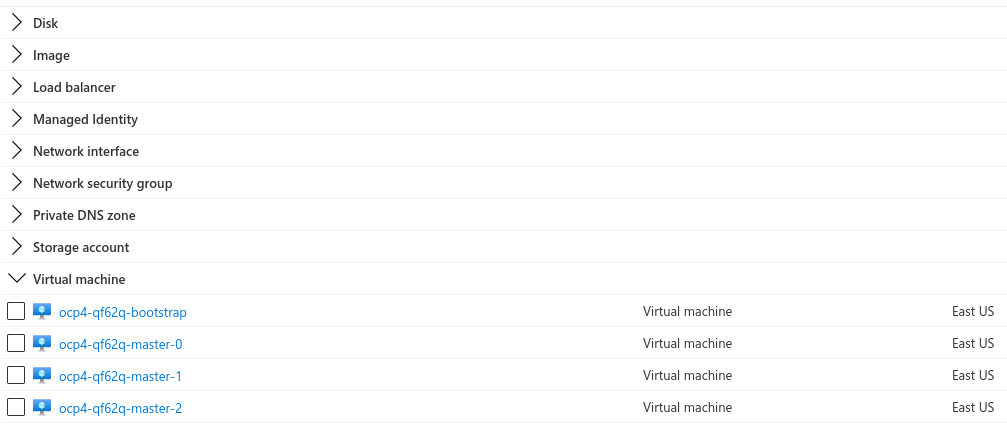 Disk
Image
Load balancer
Managed Identity
Network interface
Network security group
Private DNS zone
Storage account
Virtual machine
ocp4-qf62q-bootstrap Virtual machine East US
ocp4-qf62q-master-0 Virtual machine East US
ocp4-qf62q-master-1 Virtual machine East US
ocp4-qf62q-master-2 Virtual machine East US